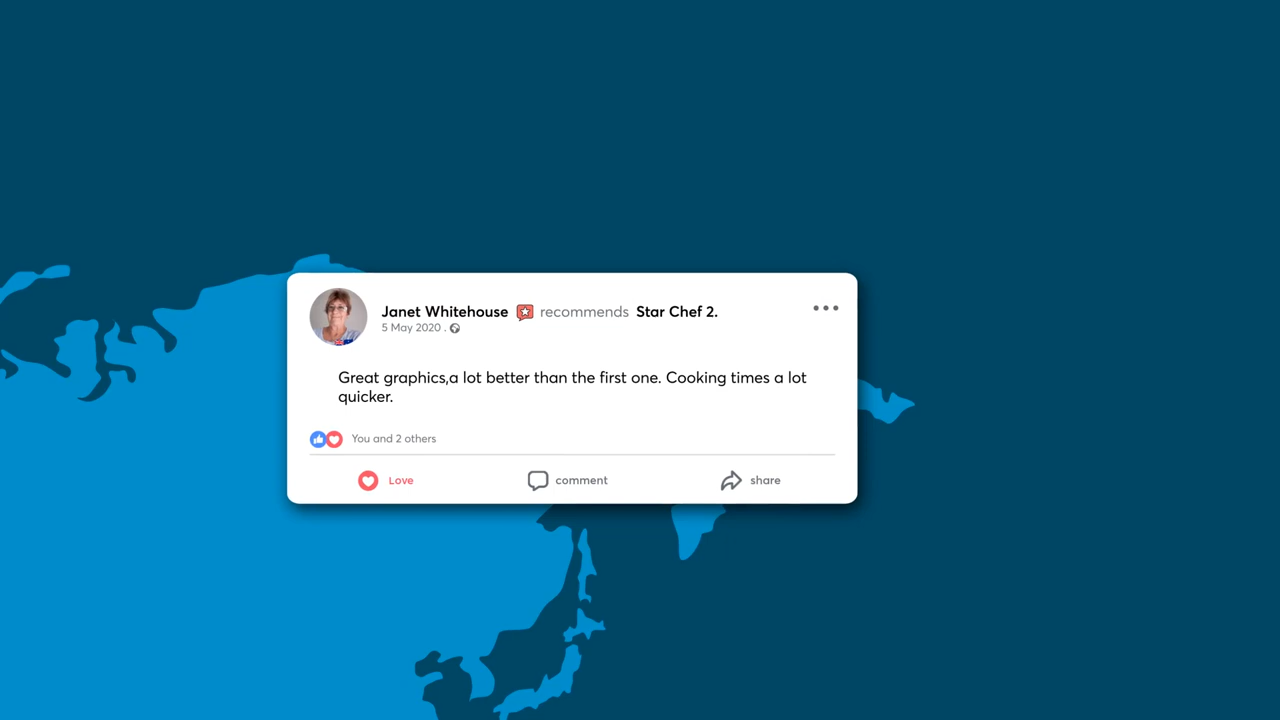 Janet Whitehouse recommends Star Chef 2.
5 May 2020 .
Great graphics,a lot better than the first one. Cooking times a lot
quicker.
You and 2 others
Love comment share